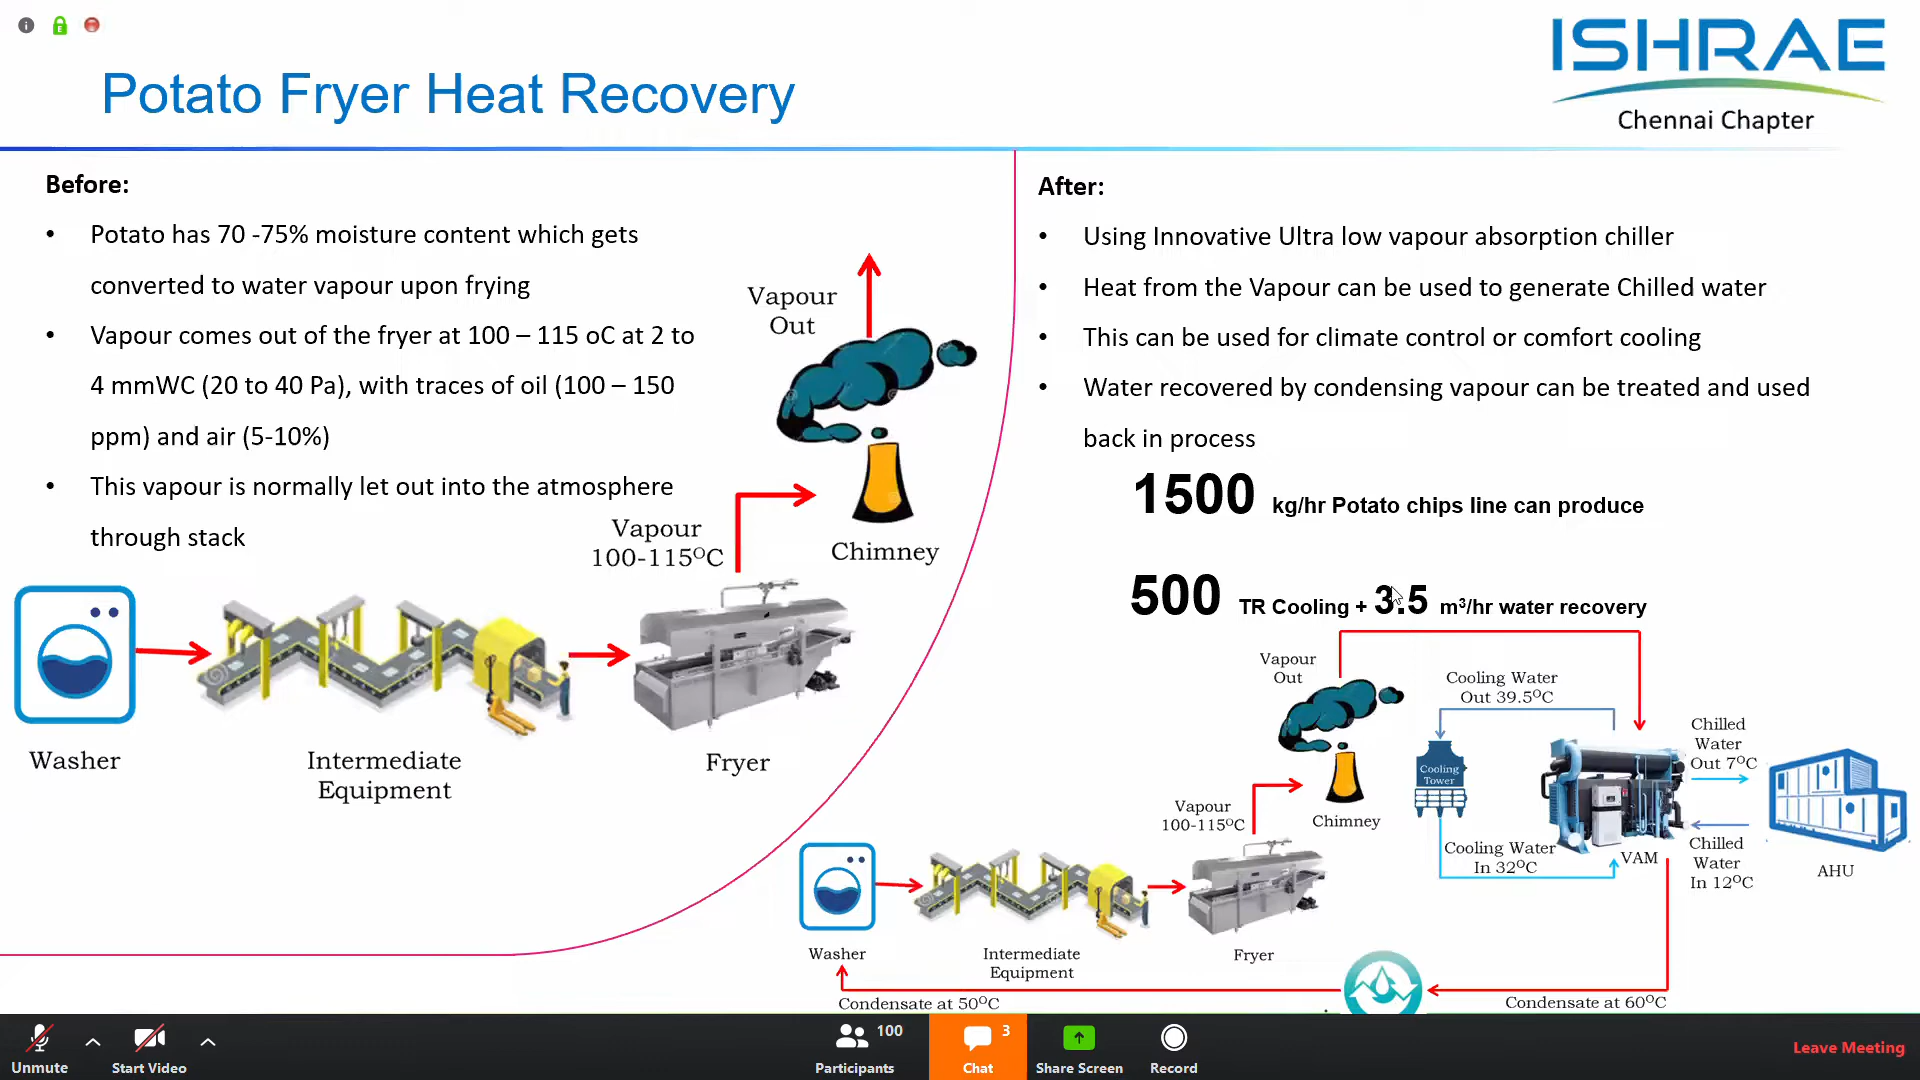 Potato Fryer Heat Recovery
ISHRAE
Chennai Chapter
Before:
• Potato has 70 -75% moisture content which gets
converted to water vapour upon frying
• Vapour comes out of the fryer at 100 – 115 oC at 2 to
4 mmWC (20 to 40 Pa), with traces of oil (100 – 150
ppm) and air (5-10%)
• This vapour is normally let out into the atmosphere
through stack
Vapour
Out
Vapour
100-115⁰C
Chimney
Washer
Intermediate
Equipment
Fryer
After:
• Using Innovative Ultra low vapour absorption chiller
• Heat from the Vapour can be used to generate Chilled water
• This can be used for climate control or comfort cooling
• Water recovered by condensing vapour can be treated and used
back in process
1500 kg/hr Potato chips line can produce
500 TR Cooling + 3.5 m³/hr water recovery
Vapour
Out
Cooling Water
Out 39.5⁰C
Chilled
Water
Out 7⁰C
Cooling
Tower
Vapour
100-115⁰C
Chimney
Cooling Water
In 32⁰C
VAM
Chilled
Water
In 12⁰C
AHU
Washer
Intermediate
Equipment
Fryer
Condensate at 50⁰C
Condensate at 60⁰C
Unmute
Start Video
100
Participants
3
Chat
Share Screen
Record
Leave Meeting